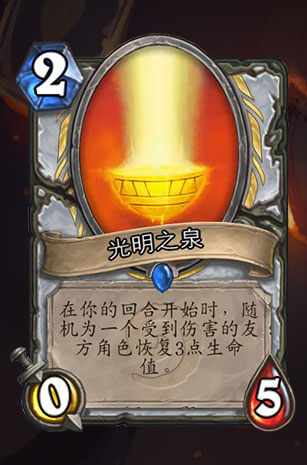 2
光明之泉
在你的回合开始时，随
机为一个受到伤害的友
方角色恢复3点生命
值。
0
5